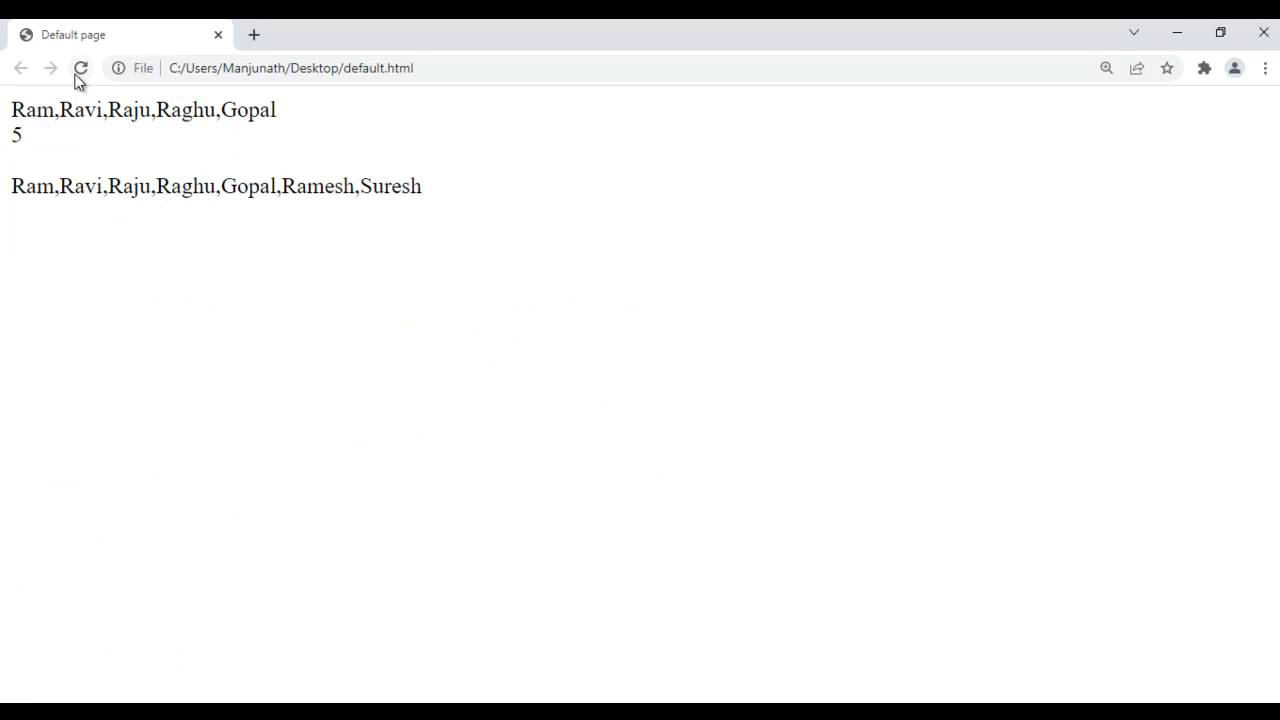 Default page
File
C:/Users/Manjunath/Desktop/default.html
Ram,Ravi,Raju,Raghu,Gopal
5
Ram,Ravi,Raju,Raghu,Gopal,Ramesh,Suresh